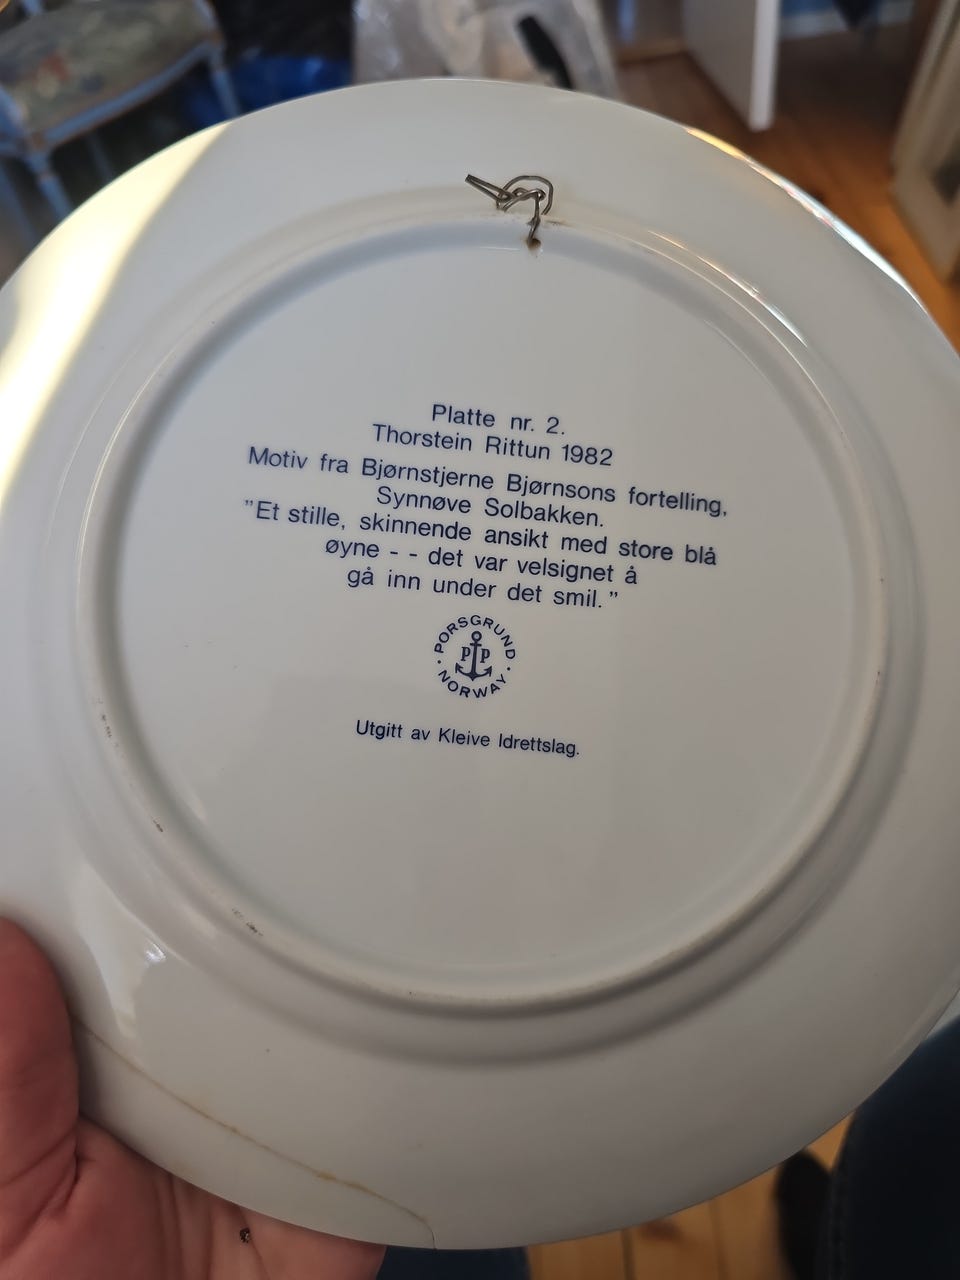 Platte nr. 2.
Thorstein Rittun 1982
Motiv fra Bjørnstjerne Bjørnsons fortelling,
Synnøve Solbakken.
”Et stille, skinnende ansikt med store blå
øyne - - det var velsignet å
gå inn under det smil.”
PORSGRUND
PP
NORWAY
Utgitt av Kleive Idrettslag.